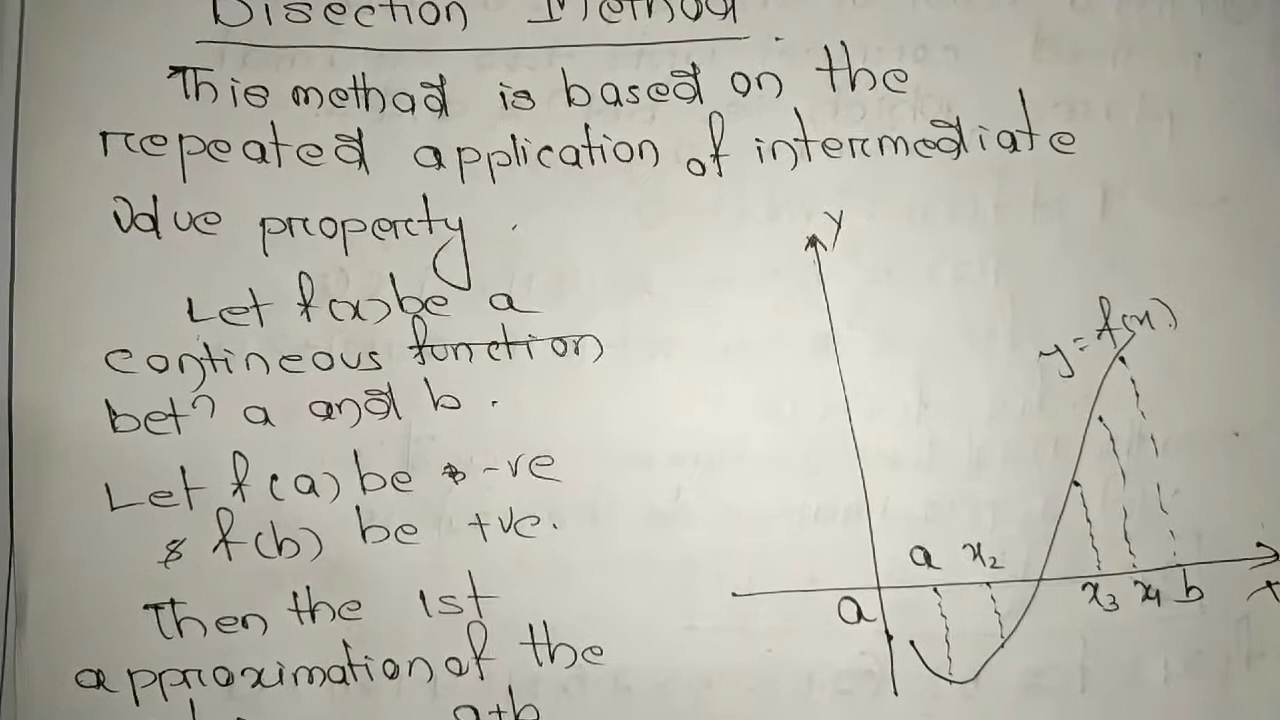 Bisection Method
This method is based on the
repeated application of intermediate
value property.
Let f(x) be a
contineous function
betn a and b.
Let f(a) be -ve
& f(b) be +ve.
Then the 1st
approximation of the
a+b
y
y=f(x)
a x2
a
x3 x1 b
x